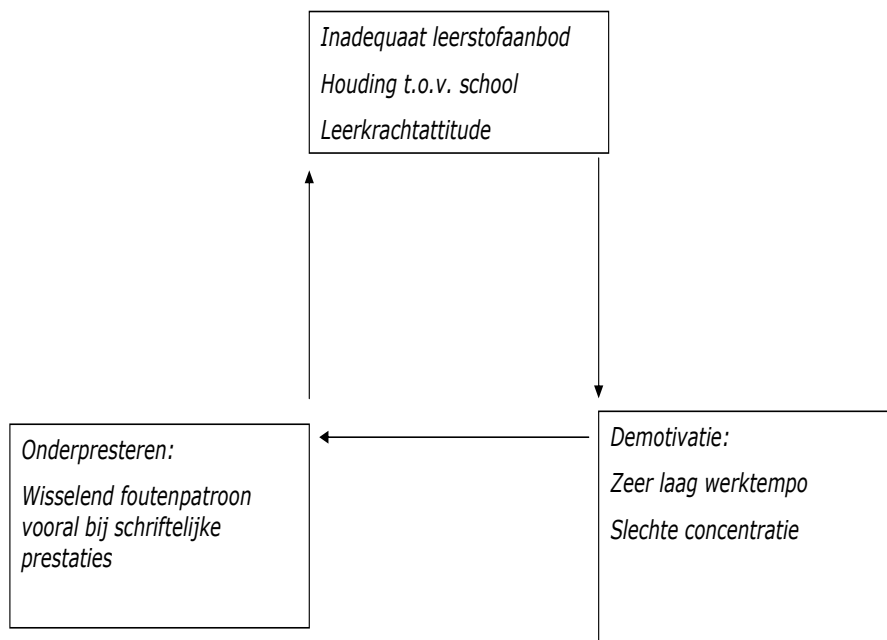 Inadequaat leerstofaanbod
Houding t.o.v. school
Leerkrachtattitude
Onderpresteren:
Wisselend foutenpatroon
vooral bij schriftelijke
prestaties
Demotivatie:
Zeer laag werktempo
Slechte concentratie